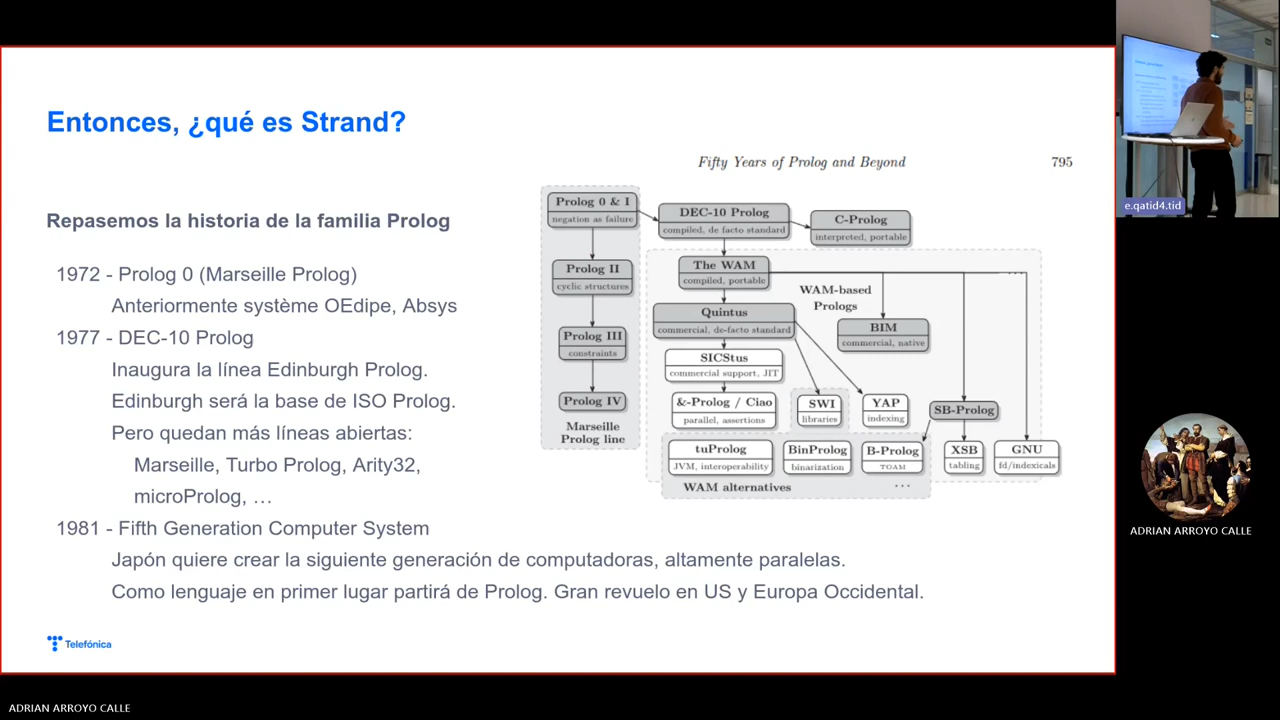 Entonces, ¿qué es Strand?
Fifty Years of Prolog and Beyond 795
Repasemos la historia de la familia Prolog
1972 - Prolog 0 (Marseille Prolog)
Anteriormente système OEdipe, Absys
1977 - DEC-10 Prolog
Inaugura la línea Edinburgh Prolog.
Edinburgh será la base de ISO Prolog.
Pero quedan más líneas abiertas:
Marseille, Turbo Prolog, Arity32,
microProlog, …
1981 - Fifth Generation Computer System
Japón quiere crear la siguiente generación de computadoras, altamente paralelas.
Como lenguaje en primer lugar partirá de Prolog. Gran revuelo en US y Europa Occidental.
Prolog 0 & I
negation as failure
Prolog II
cyclic structures
Prolog III
constraints
Prolog IV
Marseille
Prolog line
DEC-10 Prolog
compiled, de facto standard
C-Prolog
interpreted, portable
The WAM
compiled, portable
WAM-based
Prologs
...
Quintus
commercial, de-facto standard
BIM
commercial, native
SICStus
commercial support, JIT
&-Prolog / Ciao
parallel, assertions
SWI
libraries
YAP
indexing
SB-Prolog
tuProlog
JVM, interoperability
BinProlog
binarization
B-Prolog
TOAM
XSB
tabling
GNU
fd/indexicals
WAM alternatives
...
Telefónica
e.qatid4.tid
ADRIAN ARROYO CALLE
ADRIAN ARROYO CALLE